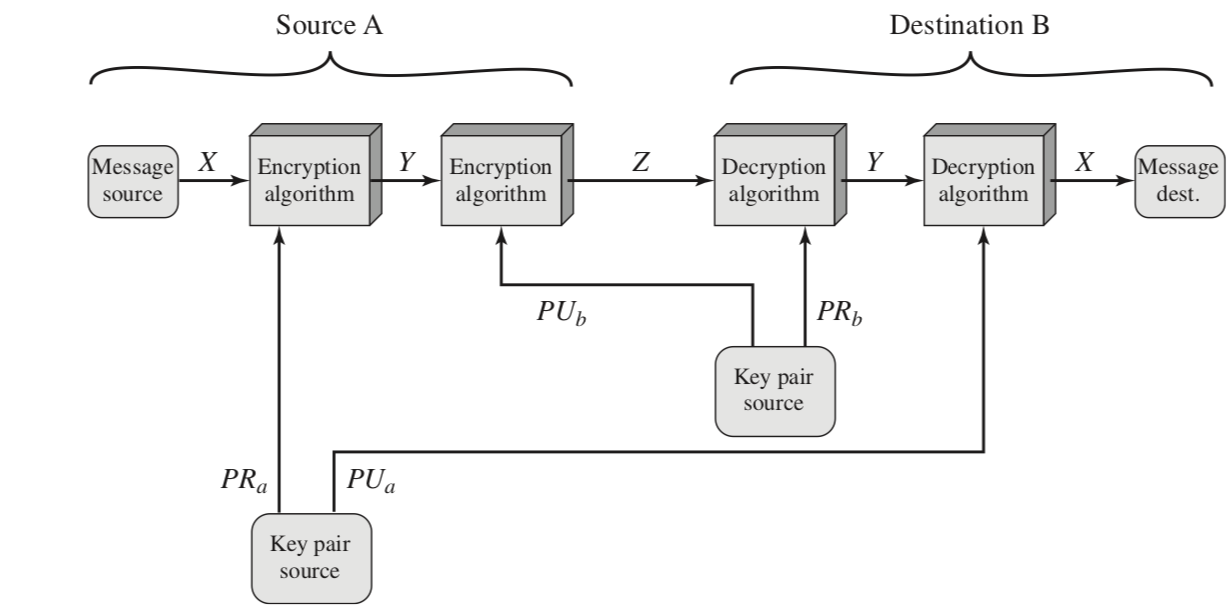 Source A
Destination B
Message
source
X
Encryption
algorithm
Y
Encryption
algorithm
Z
Decryption
algorithm
Y
Decryption
algorithm
X
Message
dest.
PU_b
PR_b
Key pair
source
PR_a
PU_a
Key pair
source